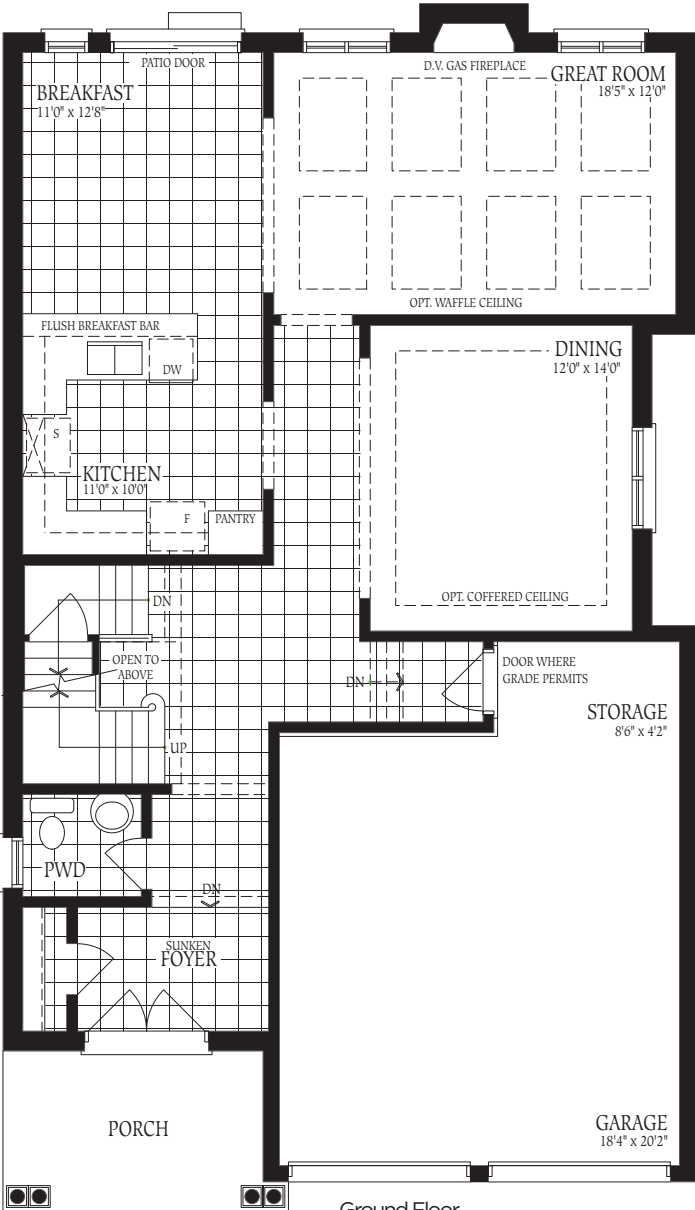 PATIO DOOR
BREAKFAST
11'0" x 12'8"
D.V. GAS FIREPLACE
GREAT ROOM
18'5" x 12'0"
OPT. WAFFLE CEILING
FLUSH BREAKFAST BAR
DW
S
KITCHEN
11'0" x 10'0"
F
PANTRY
DINING
12'0" x 14'0"
OPT. COFFERED CEILING
DN
OPEN TO
ABOVE
UP
DN
DOOR WHERE
GRADE PERMITS
STORAGE
8'6" x 4'2"
PWD
DN
SUNKEN
FOYER
PORCH
GARAGE
18'4" x 20'2"
Ground Floor